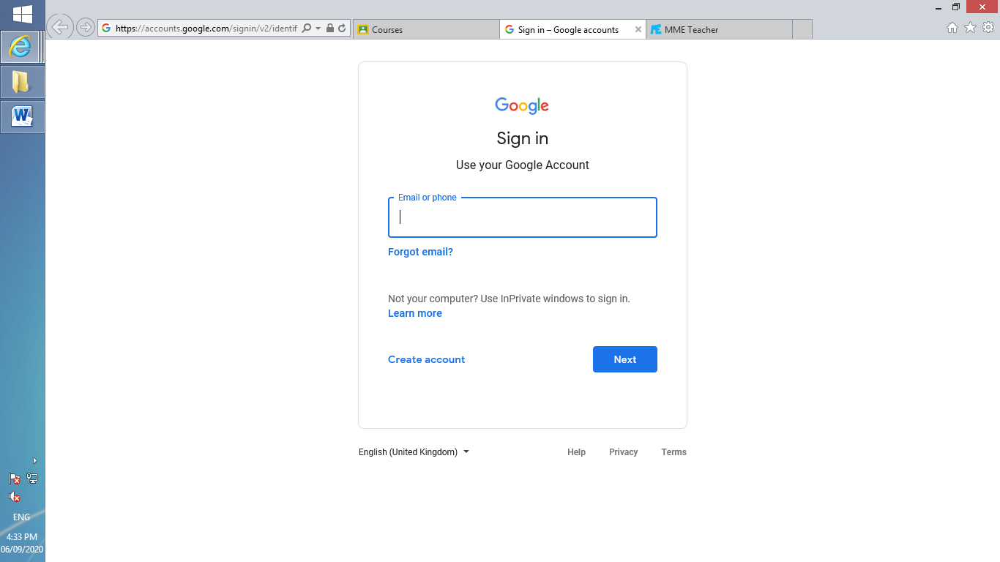 https://accounts.google.com/signin/v2/identif
Courses
Sign in – Google accounts
MME Teacher
Google
Sign in
Use your Google Account
Email or phone
Forgot email?
Not your computer? Use InPrivate windows to sign in.
Learn more
Create account
Next
English (United Kingdom)
Help
Privacy
Terms
ENG
4:33 PM
06/09/2020